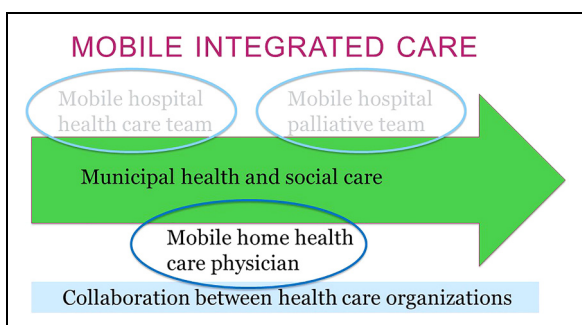 MOBILE INTEGRATED CARE
Mobile hospital
health care team
Mobile hospital
palliative team
Municipal health and social care
Mobile home health
care physician
Collaboration between health care organizations